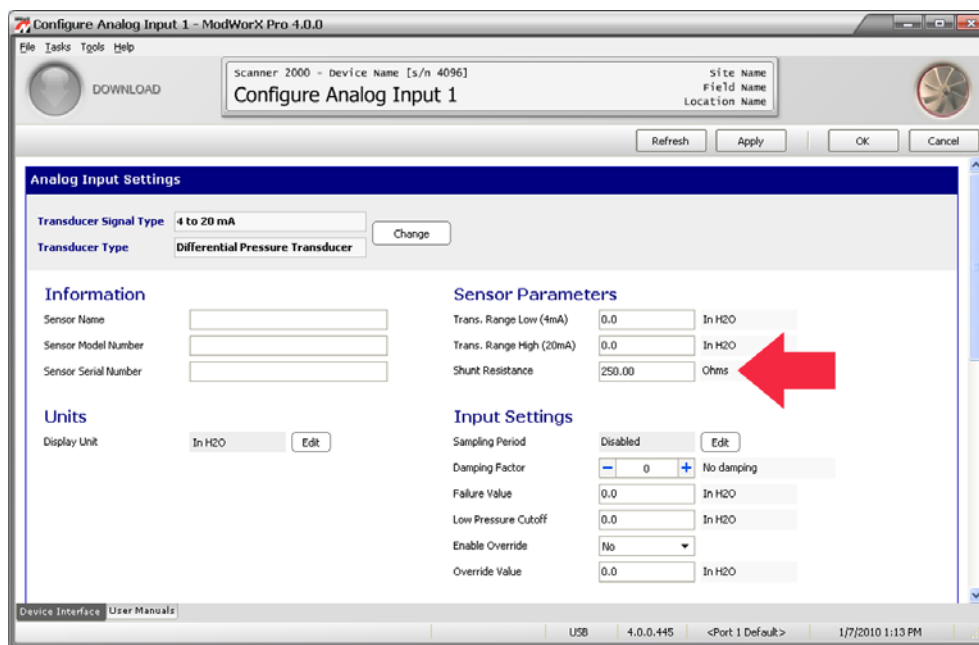 Configure Analog Input 1 - ModWorX Pro 4.0.0
File Tasks Tools Help
DOWNLOAD
Scanner 2000 - Device Name [s/n 4096]
Configure Analog Input 1
Site Name
Field Name
Location Name
Refresh Apply OK Cancel
Analog Input Settings
Transducer Signal Type 4 to 20 mA
Transducer Type Differential Pressure Transducer
Change
Information
Sensor Name
Sensor Model Number
Sensor Serial Number
Sensor Parameters
Trans. Range Low (4mA) 0.0 In H2O
Trans. Range High (20mA) 0.0 In H2O
Shunt Resistance 250.00 Ohms
Units
Display Unit In H2O Edit
Input Settings
Sampling Period Disabled Edit
Damping Factor − 0 + No damping
Failure Value 0.0 In H2O
Low Pressure Cutoff 0.0 In H2O
Enable Override No
Override Value 0.0 In H2O
Device Interface User Manuals
USB 4.0.0.445 <Port 1 Default> 1/7/2010 1:13 PM